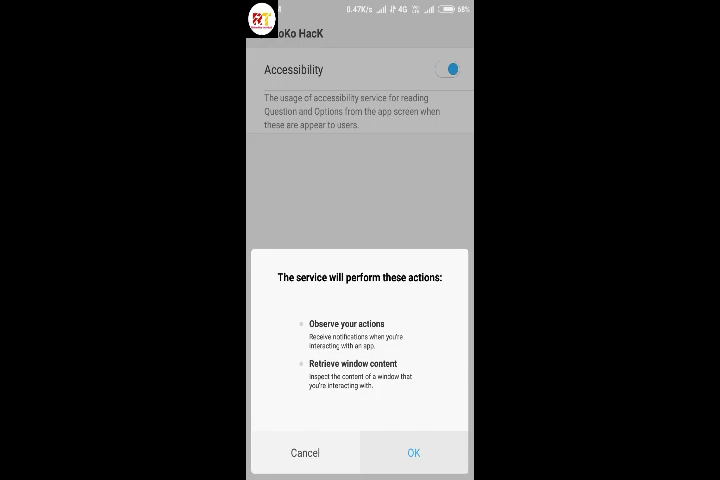 0.47K/s 4G 68%
oKo HacK
Accessibility
The usage of accessibility service for reading
Question and Options from the app screen when
these are appear to users.
The service will perform these actions:
Observe your actions
Receive notifications when you're
interacting with an app.
Retrieve window content
Inspect the content of a window that
you're interacting with.
Cancel OK